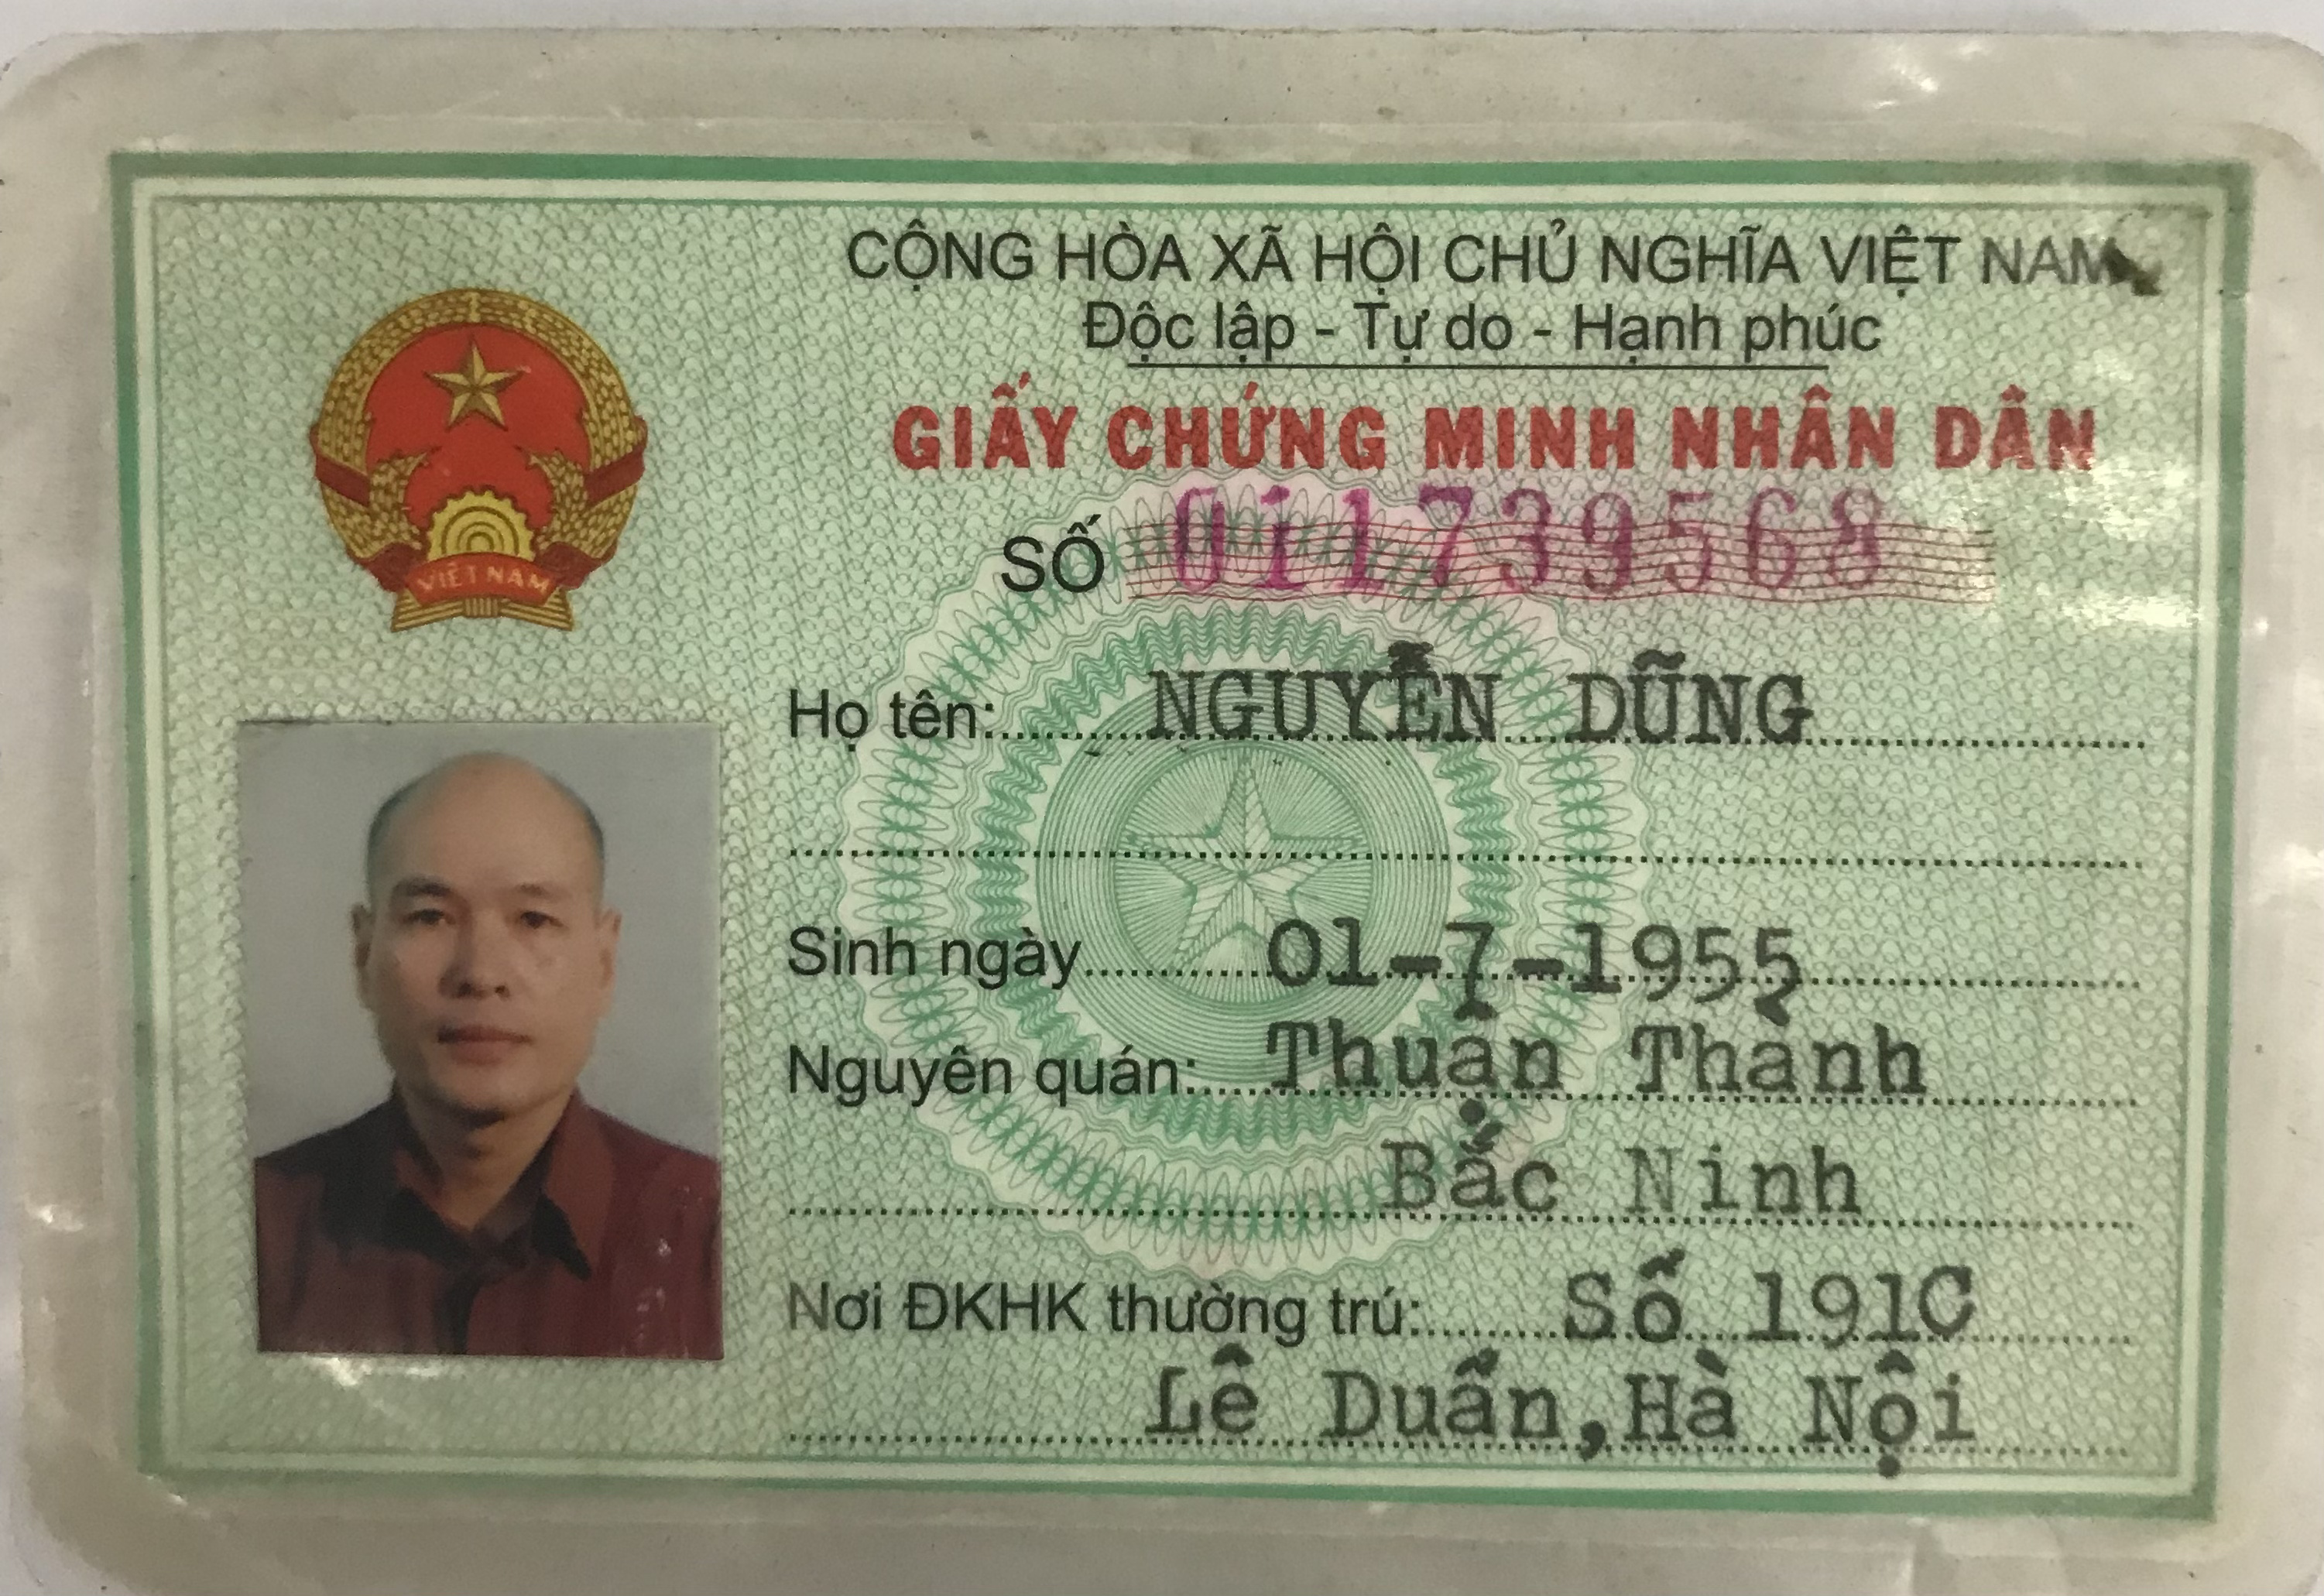 CỘNG HÒA XÃ HỘI CHỦ NGHĨA VIỆT NAM
Độc lập - Tự do - Hạnh phúc
GIẤY CHỨNG MINH NHÂN DÂN
SỐ 011739568
VIỆT NAM
Họ tên: NGUYỄN DŨNG
Sinh ngày 01-7-1955
Nguyên quán: Thuận Thành
Bắc Ninh
Nơi ĐKHK thường trú: Số 191C
Lê Duẩn,Hà Nội